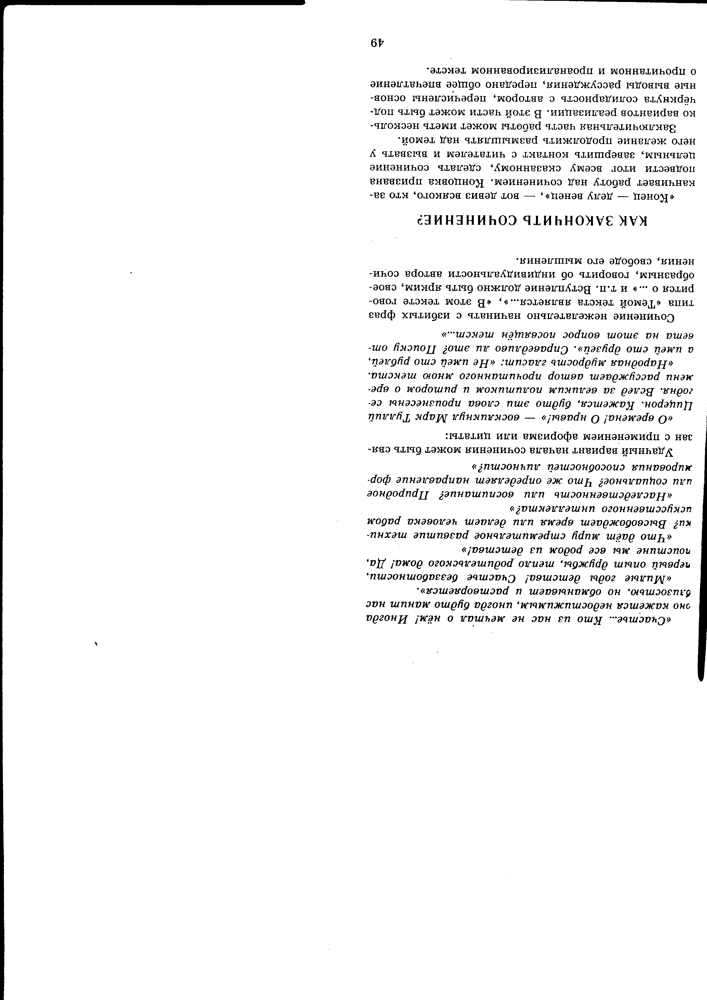 «Счастье... Кто из нас не мечтал о нём! Иногда
оно кажется недостижимым, иногда будто манит нас
близостью, но обманывает и растворяется».
«Милые годы детства! Счастье беззаботности,
первый опыт дружбы, тепло родительского дома! Да,
поистине мы все родом из детства!»
«Что даёт миру стремительное развитие техни-
ки? Высвобождает время или делает человека рабом
искусственного интеллекта?»
«Наследственность или воспитание? Природное
или социальное? Что же определяет направление фор-
мирования способностей личности?»
Удачный вариант начала сочинения может быть свя-
зан с применением афоризма или цитаты:
«О времена! О нравы!» — воскликнул Марк Туллий
Цицерон. Кажется, будто эти слова произнесены се-
годня. Вслед за великим политиком и ритором о вре-
мени рассуждает автор прочитанного мною текста.
«Народная мудрость гласит: «Не имей сто рублей,
а имей сто друзей». Справедливо ли это? Поиску от-
вета на этот вопрос посвящён текст...»
Сочинение нежелательно начинать с избитых фраз
типа «Темой текста является...», «В этом тексте гово-
рится о ...» и т.п. Вступление должно быть ярким, свое-
образным, говорить об индивидуальности автора сочи-
нения, свободе его мышления.
КАК ЗАКОНЧИТЬ СОЧИНЕНИЕ?
«Конец — делу венец», — вот девиз всякого, кто за-
канчивает работу над сочинением. Концовка призвана
подвести итог всему сказанному, сделать сочинение
цельным, завершить контакт с читателем и вызвать у
него желание продолжить размышлять над темой.
Заключительная часть работы может иметь несколь-
ко вариантов реализации. В этой части может быть под-
чёркнута солидарность с автором, перечислены основ-
ные выводы рассуждения, передано общее впечатление
о прочитанном и проанализированном тексте.
49